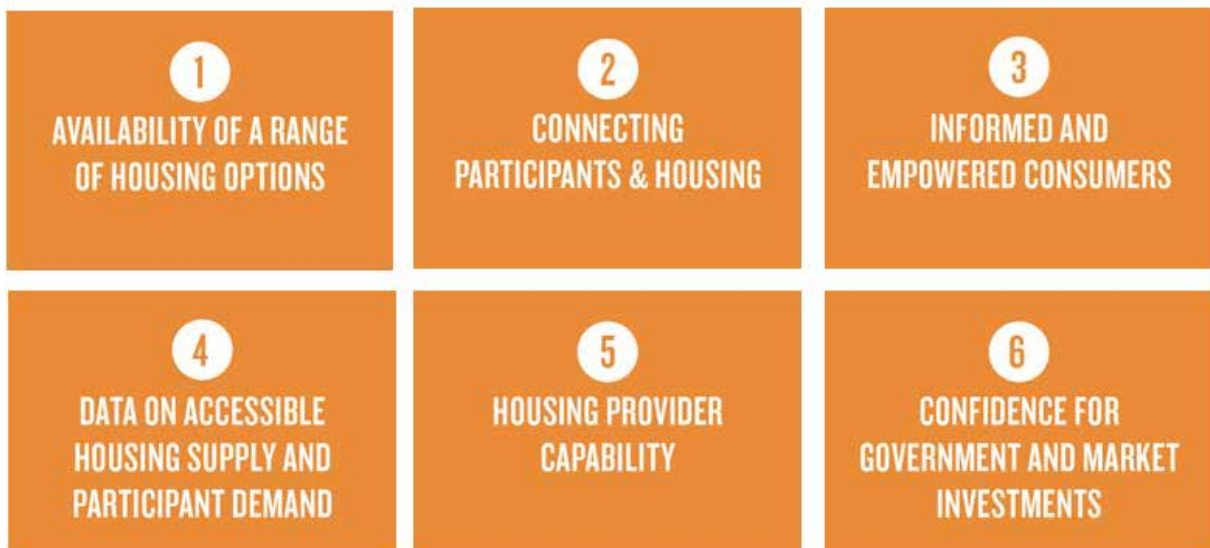 1
AVAILABILITY OF A RANGE
OF HOUSING OPTIONS
2
CONNECTING
PARTICIPANTS & HOUSING
3
INFORMED AND
EMPOWERED CONSUMERS
4
DATA ON ACCESSIBLE
HOUSING SUPPLY AND
PARTICIPANT DEMAND
5
HOUSING PROVIDER
CAPABILITY
6
CONFIDENCE FOR
GOVERNMENT AND MARKET
INVESTMENTS